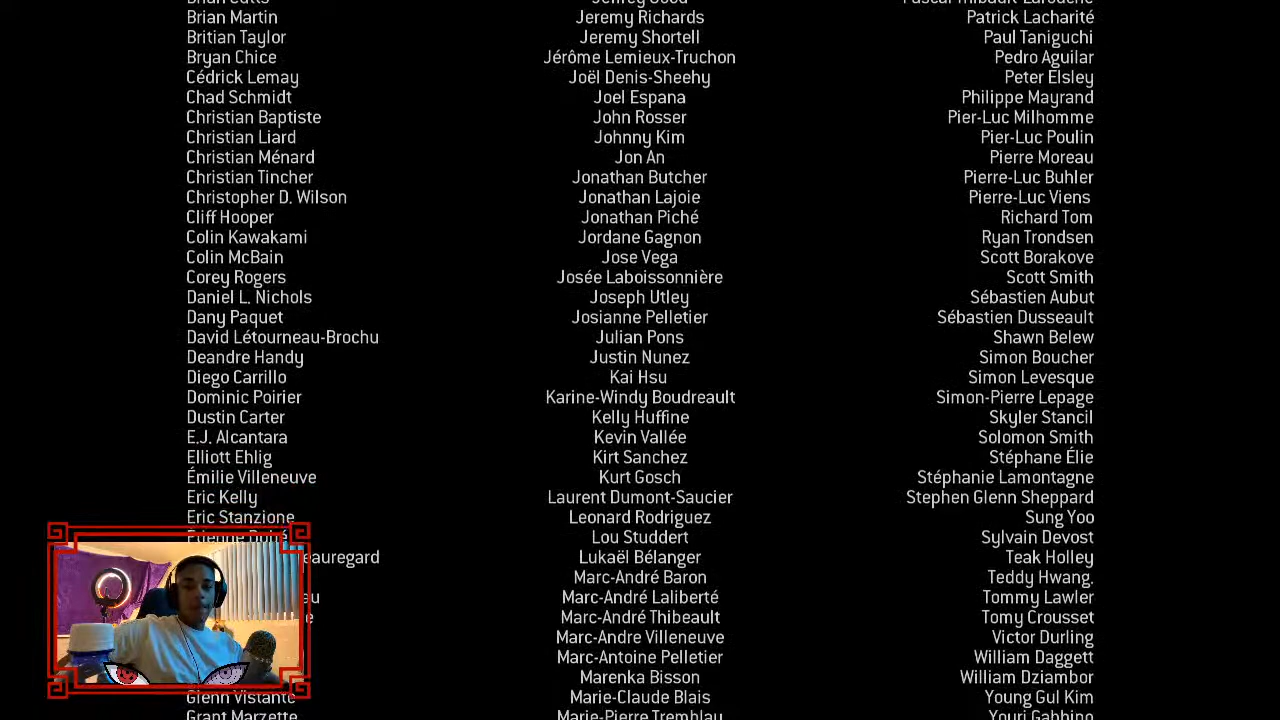 Brian Martin
Britian Taylor
Bryan Chice
Cédrick Lemay
Chad Schmidt
Christian Baptiste
Christian Liard
Christian Ménard
Christian Tincher
Christopher D. Wilson
Cliff Hooper
Colin Kawakami
Colin McBain
Corey Rogers
Daniel L. Nichols
Dany Paquet
David Létourneau-Brochu
Deandre Handy
Diego Carrillo
Dominic Poirier
Dustin Carter
E.J. Alcantara
Elliott Ehlig
Émilie Villeneuve
Eric Kelly
Eric Stanzione
Glenn Vistante
Grant Marzette
Jeremy Richards
Jeremy Shortell
Jérôme Lemieux-Truchon
Joël Denis-Sheehy
Joel Espana
John Rosser
Johnny Kim
Jon An
Jonathan Butcher
Jonathan Lajoie
Jonathan Piché
Jordane Gagnon
Jose Vega
Josée Laboissonnière
Joseph Utley
Josianne Pelletier
Julian Pons
Justin Nunez
Kai Hsu
Karine-Windy Boudreault
Kelly Huffine
Kevin Vallée
Kirt Sanchez
Kurt Gosch
Laurent Dumont-Saucier
Leonard Rodriguez
Lou Studdert
Lukaël Bélanger
Marc-André Baron
Marc-André Laliberté
Marc-André Thibeault
Marc-Andre Villeneuve
Marc-Antoine Pelletier
Marenka Bisson
Marie-Claude Blais
Marie-Pierre Tremblay
Patrick Lacharité
Paul Taniguchi
Pedro Aguilar
Peter Elsley
Philippe Mayrand
Pier-Luc Milhomme
Pier-Luc Poulin
Pierre Moreau
Pierre-Luc Buhler
Pierre-Luc Viens
Richard Tom
Ryan Trondsen
Scott Borakove
Scott Smith
Sébastien Aubut
Sébastien Dusseault
Shawn Belew
Simon Boucher
Simon Levesque
Simon-Pierre Lepage
Skyler Stancil
Solomon Smith
Stéphane Élie
Stéphanie Lamontagne
Stephen Glenn Sheppard
Sung Yoo
Sylvain Devost
Teak Holley
Teddy Hwang.
Tommy Lawler
Tomy Crousset
Victor Durling
William Daggett
William Dziambor
Young Gul Kim
Youri Gabbino